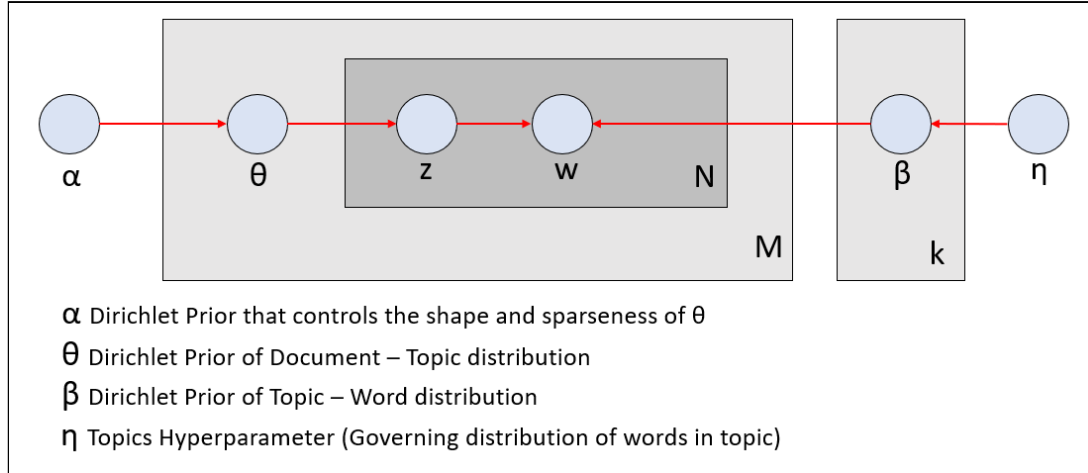 α θ z w β η
N
M k
α Dirichlet Prior that controls the shape and sparseness of θ
θ Dirichlet Prior of Document – Topic distribution
β Dirichlet Prior of Topic – Word distribution
η Topics Hyperparameter (Governing distribution of words in topic)